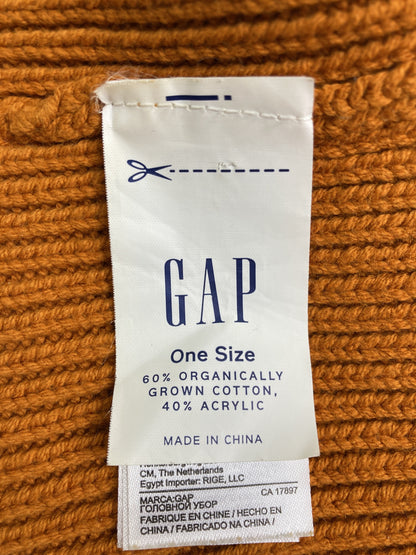 GAP
One Size
60% ORGANICALLY
GROWN COTTON,
40% ACRYLIC
MADE IN CHINA
CM, The Netherlands
Egypt Importer: RIGE, LLC
MARCA:GAP CA 17897
ГОЛОВНОЙ УБОР
FABRIQUE EN CHINE / HECHO EN
CHINA / FABRICADO NA CHINA /